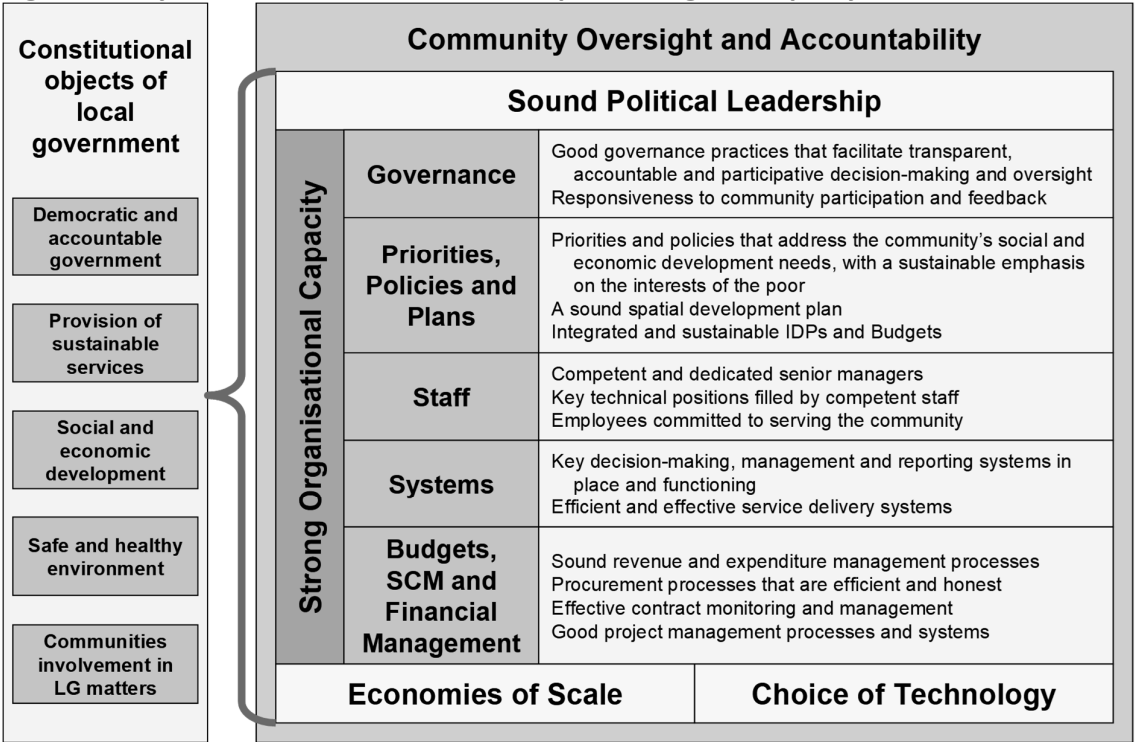 Constitutional
objects of
local
government
Democratic and
accountable
government
Provision of
sustainable
services
Social and
economic
development
Safe and healthy
environment
Communities
involvement in
LG matters
Community Oversight and Accountability
Sound Political Leadership
Strong Organisational Capacity
Governance
Good governance practices that facilitate transparent,
accountable and participative decision-making and oversight
Responsiveness to community participation and feedback
Priorities,
Policies and
Plans
Priorities and policies that address the community's social and
economic development needs, with a sustainable emphasis
on the interests of the poor
A sound spatial development plan
Integrated and sustainable IDPs and Budgets
Staff
Competent and dedicated senior managers
Key technical positions filled by competent staff
Employees committed to serving the community
Systems
Key decision-making, management and reporting systems in
place and functioning
Efficient and effective service delivery systems
Budgets,
SCM and
Financial
Management
Sound revenue and expenditure management processes
Procurement processes that are efficient and honest
Effective contract monitoring and management
Good project management processes and systems
Economies of Scale
Choice of Technology